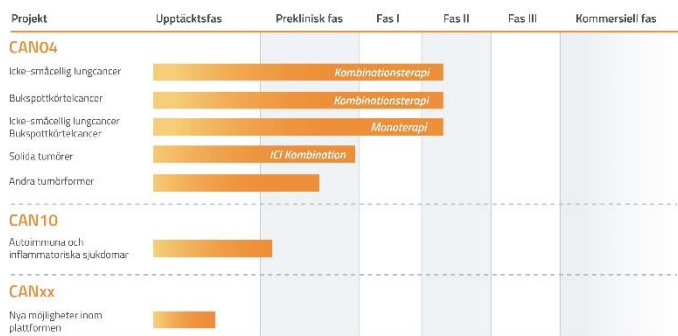 Projekt Upptäcktsfas Preklinisk fas Fas I Fas II Fas III Kommersiell fas
CAN04
Icke-småcellig lungcancer Kombinationsterapi
Bukspottkörtelcancer Kombinationsterapi
Icke-småcellig lungcancer
Bukspottkörtelcancer Monoterapi
Solida tumörer ICI Kombination
Andra tumörformer
CAN10
Autoimmuna och
inflammatoriska sjukdomar
CANxx
Nya möjligheter inom
plattformen